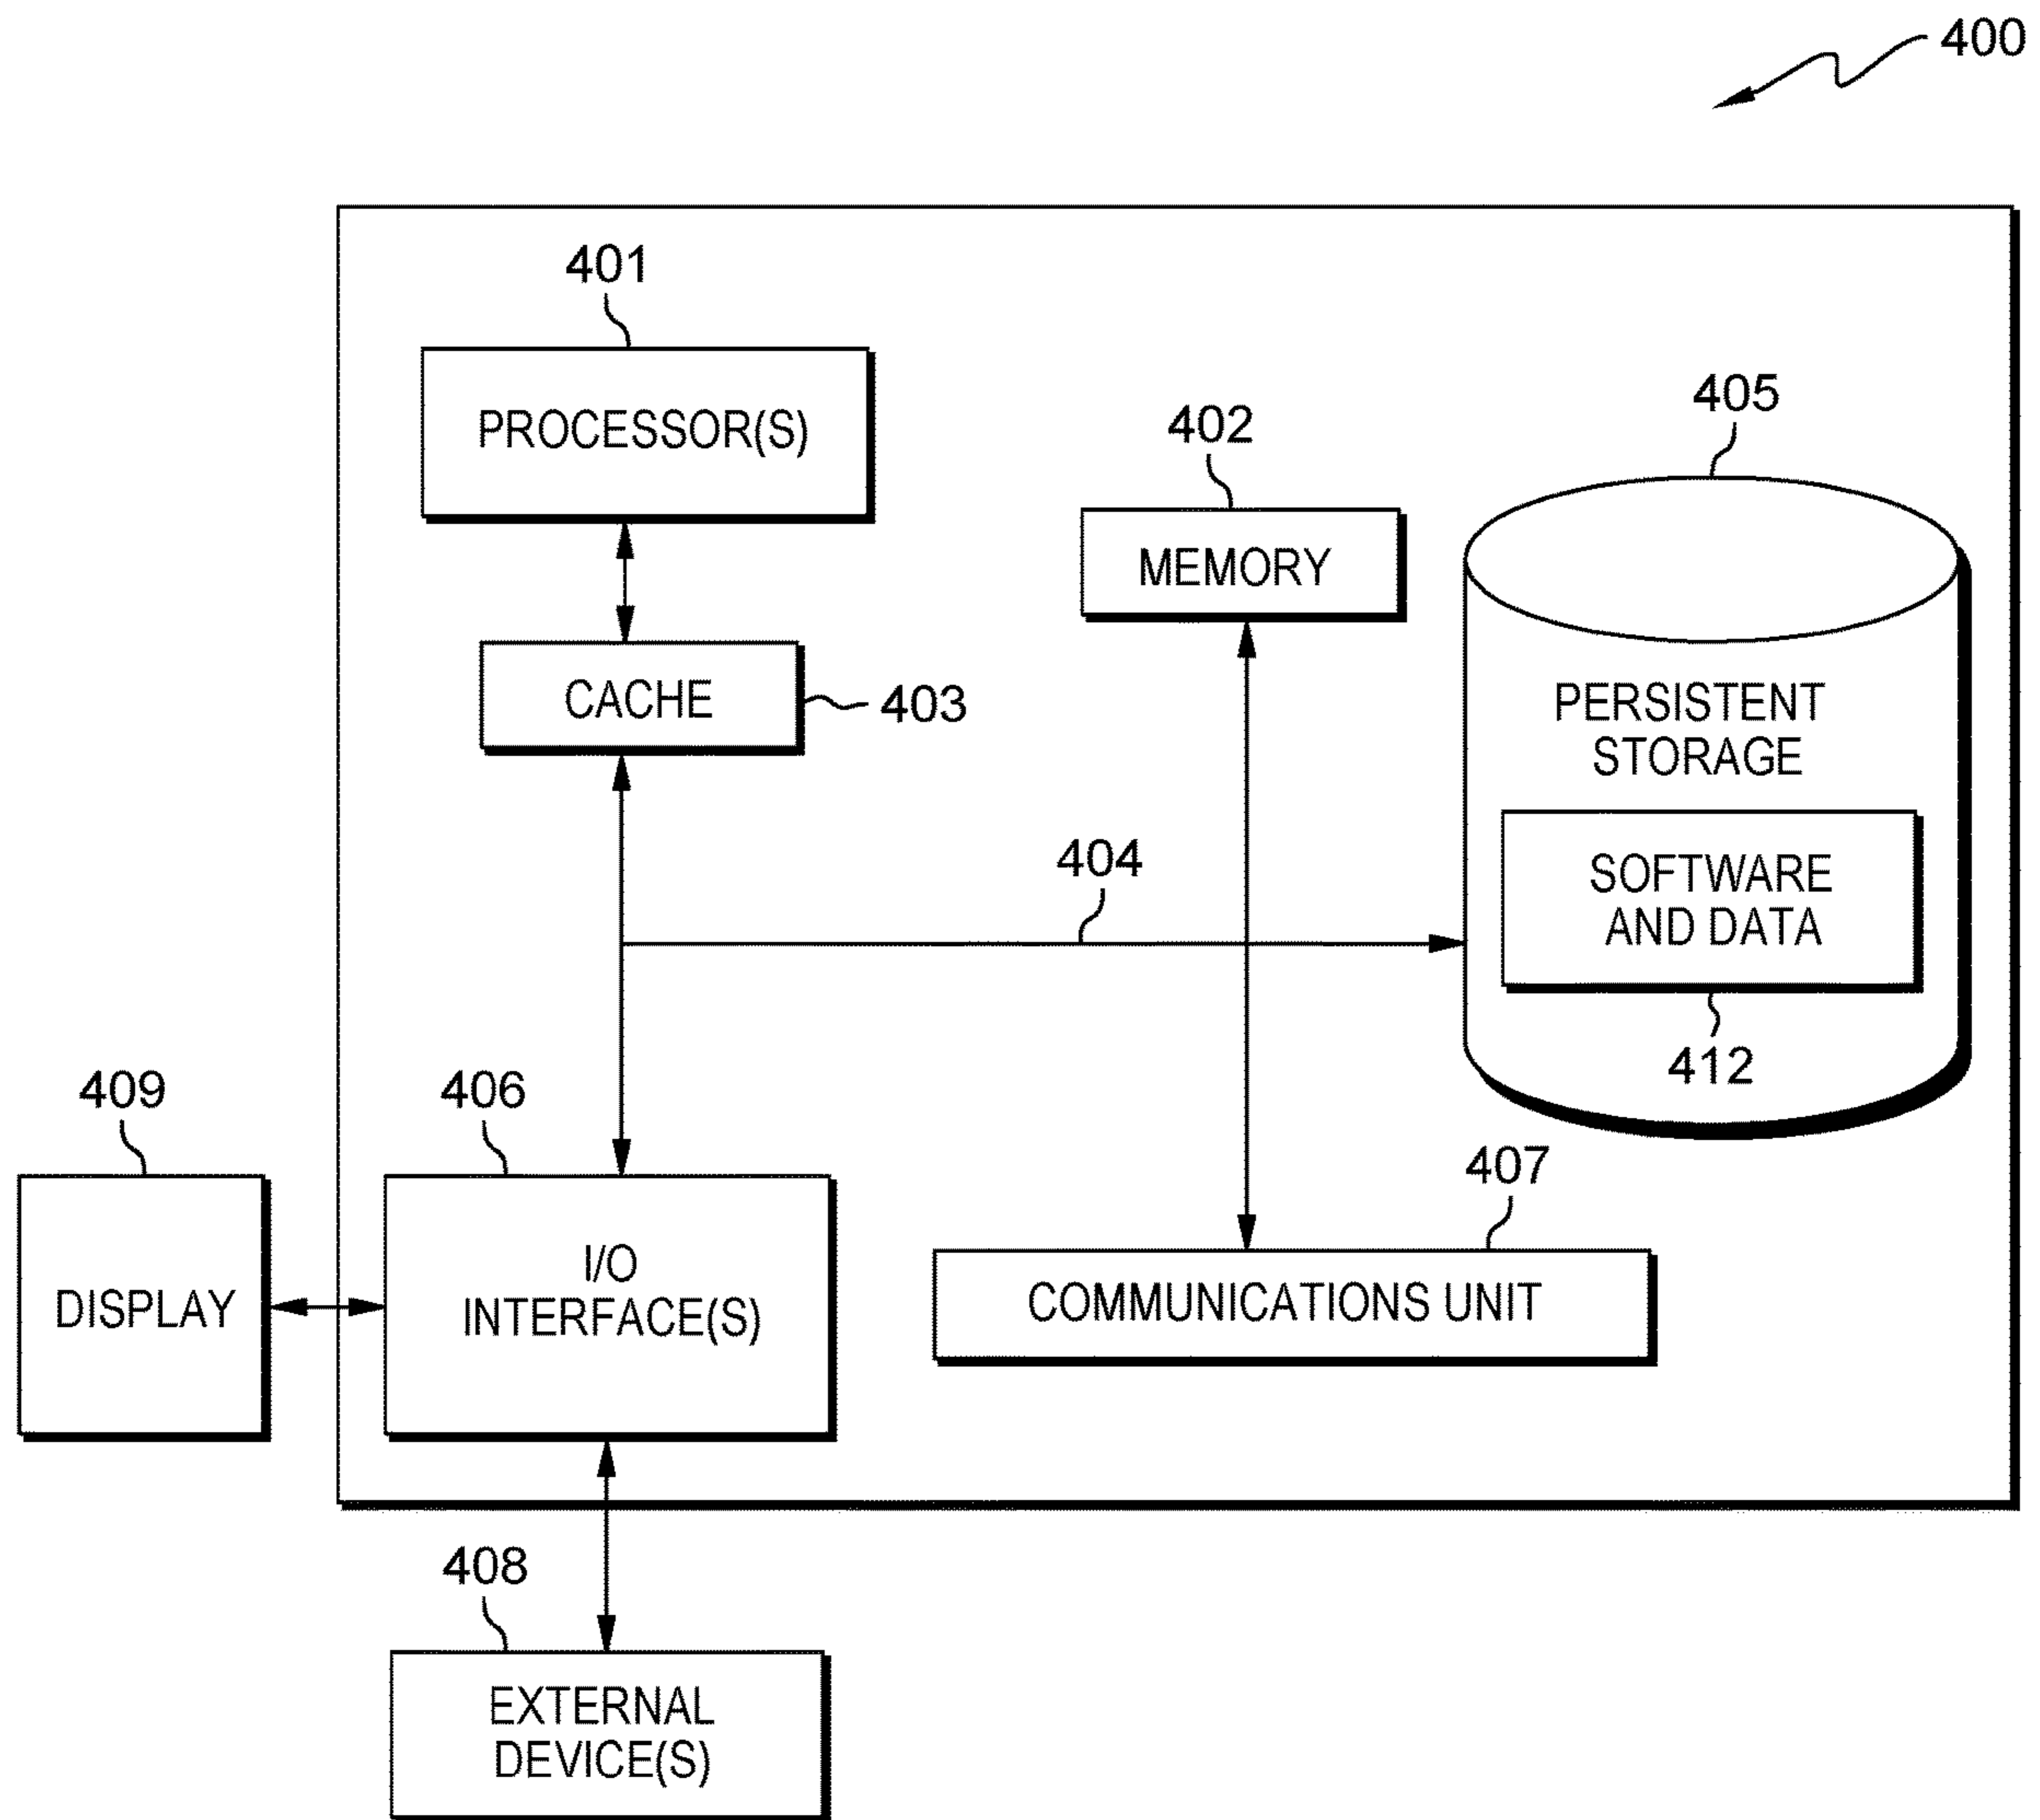 400
401
PROCESSOR(S)
402
MEMORY
405
CACHE
403
PERSISTENT
STORAGE
404
SOFTWARE
AND DATA
412
409
406
407
DISPLAY
I/O
INTERFACE(S)
COMMUNICATIONS UNIT
408
EXTERNAL
DEVICE(S)